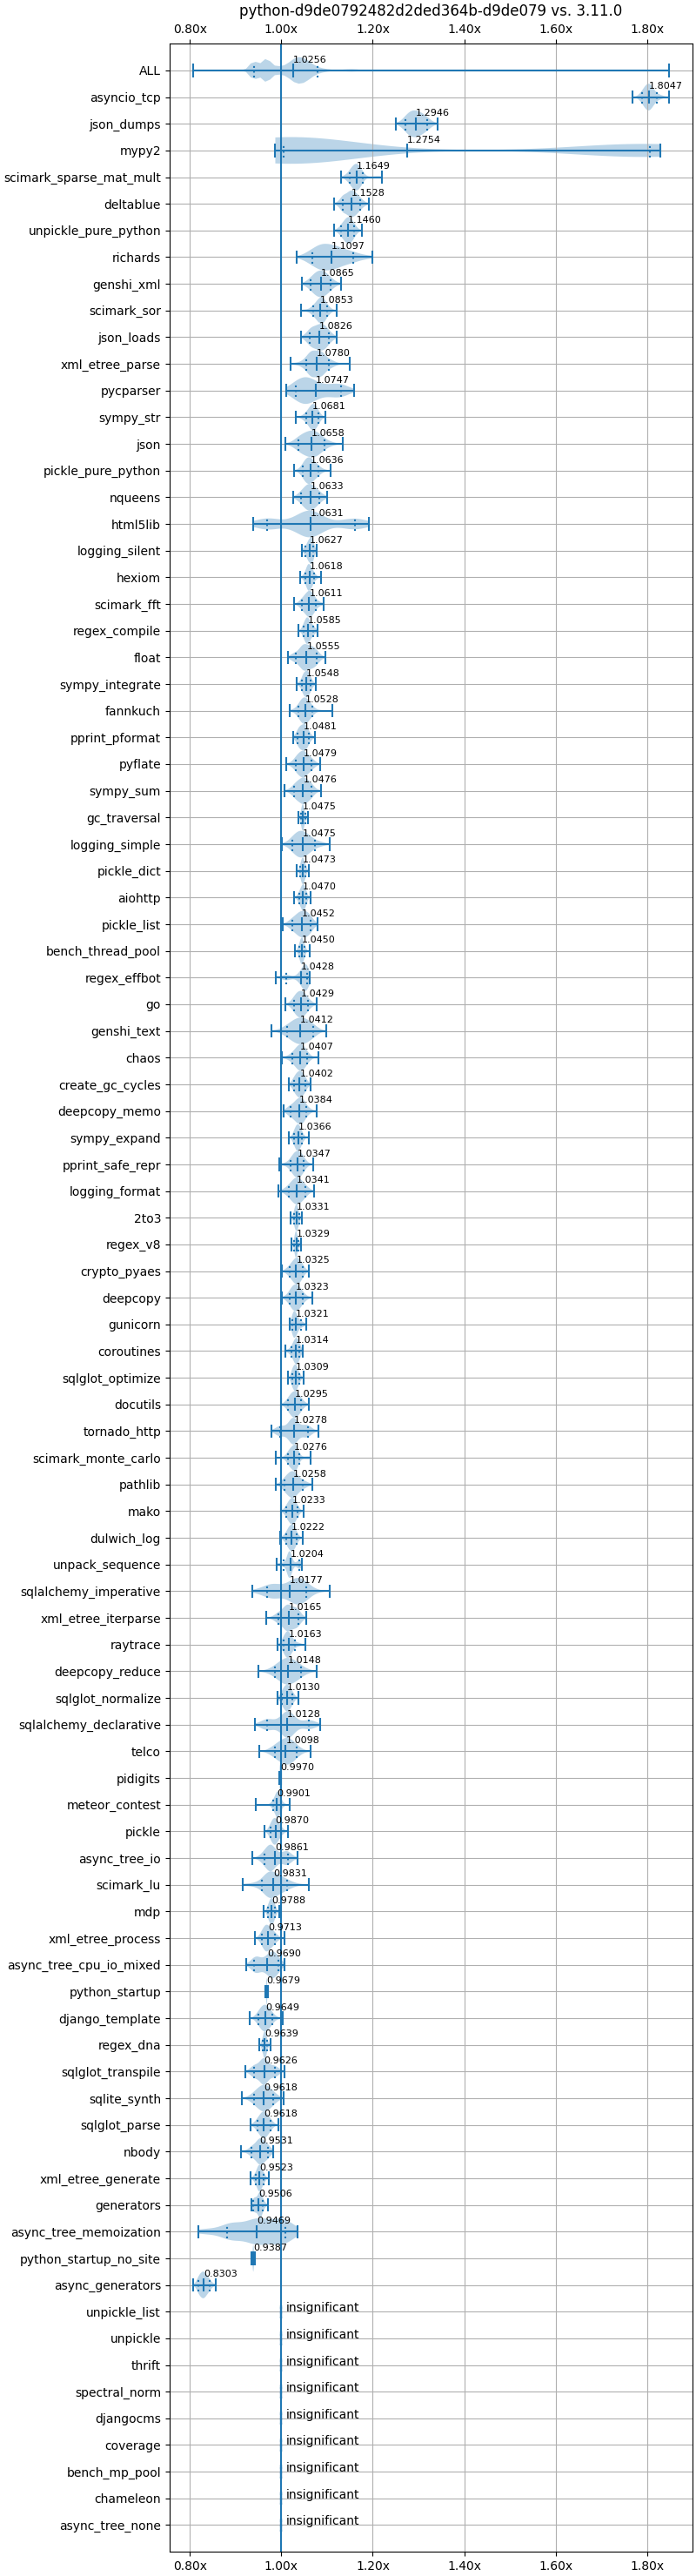 python-d9de0792482d2ded364b-d9de079 vs. 3.11.0
0.80x 1.00x 1.20x 1.40x 1.60x 1.80x
ALL 1.0256
asyncio_tcp 1.8047
json_dumps 1.2946
mypy2 1.2754
scimark_sparse_mat_mult 1.1649
deltablue 1.1528
unpickle_pure_python 1.1460
richards 1.1097
genshi_xml 1.0865
scimark_sor 1.0853
json_loads 1.0826
xml_etree_parse 1.0780
pycparser 1.0747
sympy_str 1.0681
json 1.0658
pickle_pure_python 1.0636
nqueens 1.0633
html5lib 1.0631
logging_silent 1.0627
hexiom 1.0618
scimark_fft 1.0611
regex_compile 1.0585
float 1.0555
sympy_integrate 1.0548
fannkuch 1.0528
pprint_pformat 1.0481
pyflate 1.0479
sympy_sum 1.0476
gc_traversal 1.0475
logging_simple 1.0475
pickle_dict 1.0473
aiohttp 1.0470
pickle_list 1.0452
bench_thread_pool 1.0450
regex_effbot 1.0428
go 1.0429
genshi_text 1.0412
chaos 1.0407
create_gc_cycles 1.0402
deepcopy_memo 1.0384
sympy_expand 1.0366
pprint_safe_repr 1.0347
logging_format 1.0341
2to3 1.0331
regex_v8 1.0329
crypto_pyaes 1.0325
deepcopy 1.0323
gunicorn 1.0321
coroutines 1.0314
sqlglot_optimize 1.0309
docutils 1.0295
tornado_http 1.0278
scimark_monte_carlo 1.0276
pathlib 1.0258
mako 1.0233
dulwich_log 1.0222
unpack_sequence 1.0204
sqlalchemy_imperative 1.0177
xml_etree_iterparse 1.0165
raytrace 1.0163
deepcopy_reduce 1.0148
sqlglot_normalize 1.0130
sqlalchemy_declarative 1.0128
telco 1.0098
pidigits 0.9970
meteor_contest 0.9901
pickle 0.9870
async_tree_io 0.9861
scimark_lu 0.9831
mdp 0.9788
xml_etree_process 0.9713
async_tree_cpu_io_mixed 0.9690
python_startup 0.9679
django_template 0.9649
regex_dna 0.9639
sqlglot_transpile 0.9626
sqlite_synth 0.9618
sqlglot_parse 0.9618
nbody 0.9531
xml_etree_generate 0.9523
generators 0.9506
async_tree_memoization 0.9469
python_startup_no_site 0.9387
async_generators 0.8303
unpickle_list insignificant
unpickle insignificant
thrift insignificant
spectral_norm insignificant
djangocms insignificant
coverage insignificant
bench_mp_pool insignificant
chameleon insignificant
async_tree_none insignificant
0.80x 1.00x 1.20x 1.40x 1.60x 1.80x